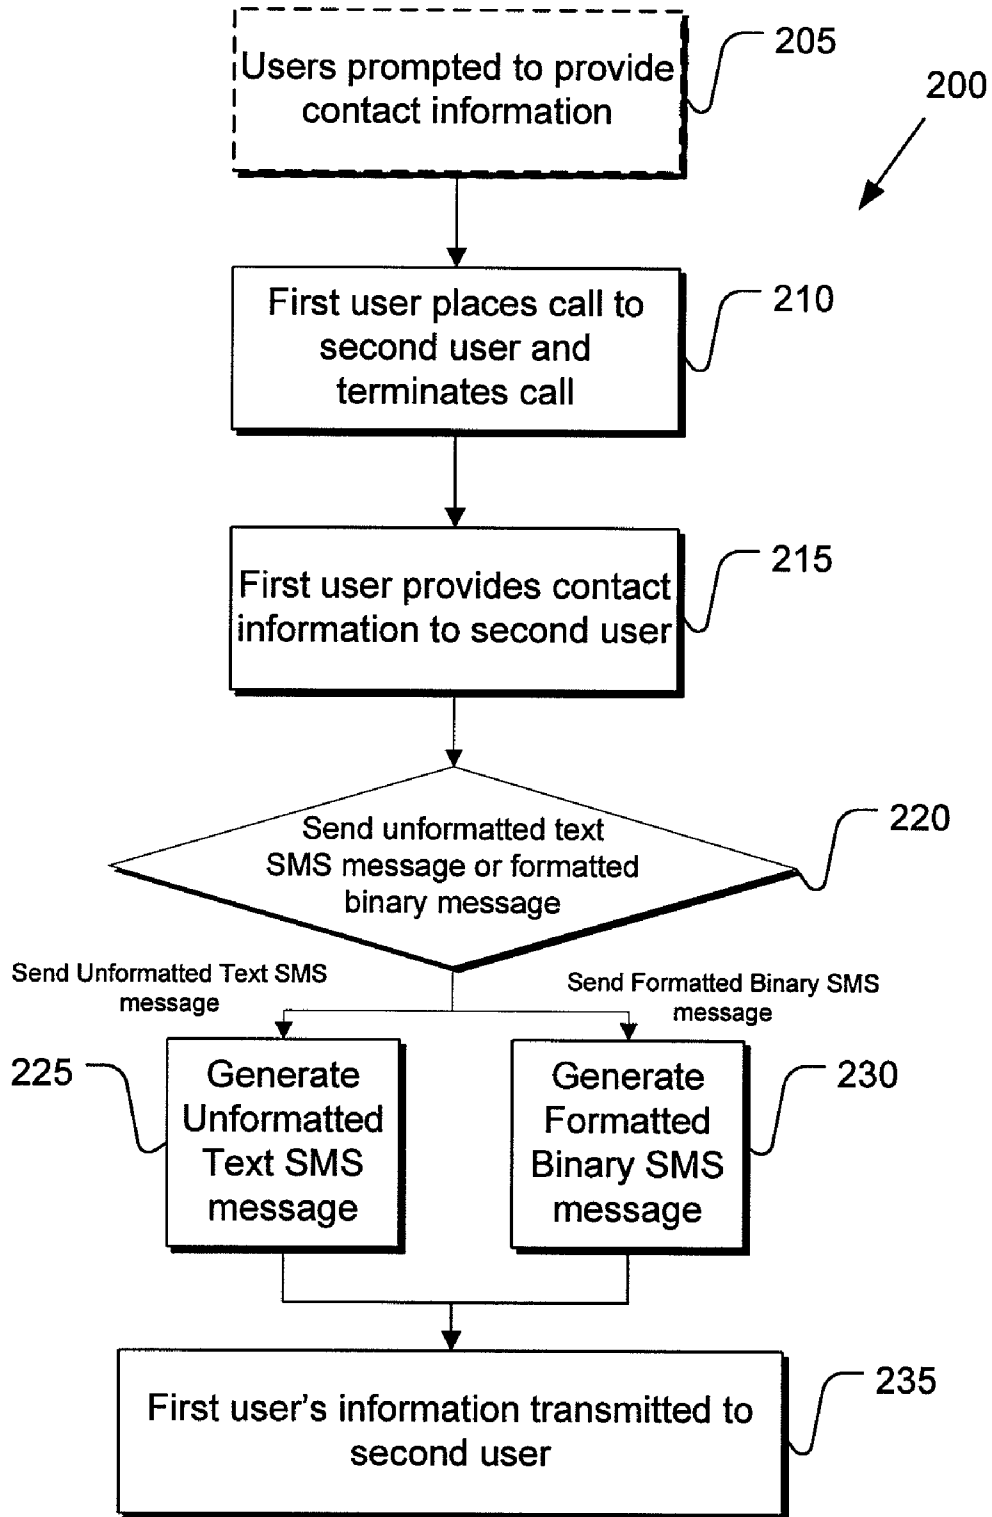 205
Users prompted to provide
contact information
200
210
First user places call to
second user and
terminates call
215
First user provides contact
information to second user
220
Send unformatted text
SMS message or formatted
binary message
Send Unformatted Text SMS
message
Send Formatted Binary SMS
message
225
Generate
Unformatted
Text SMS
message
Generate
Formatted
Binary SMS
message
230
235
First user's information transmitted to
second user